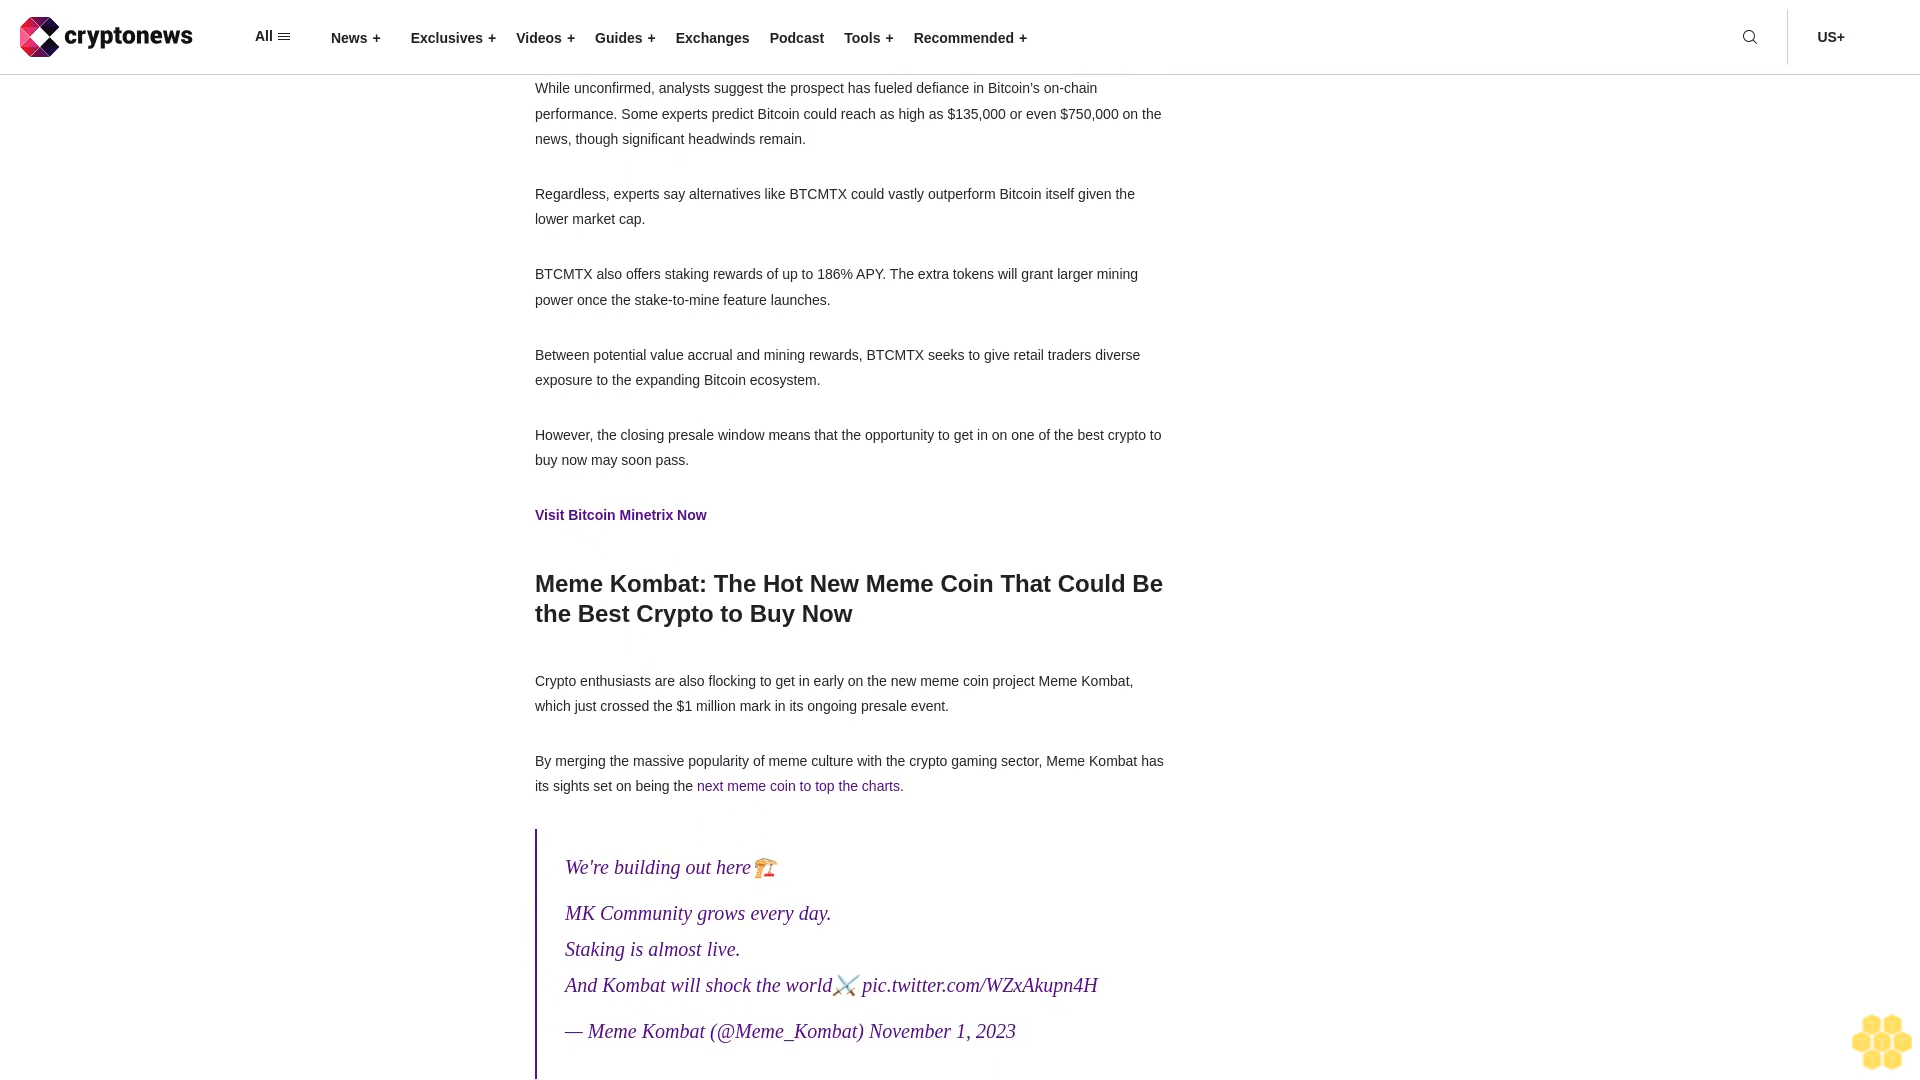 cryptonews
All
News +
Exclusives +
Videos +
Guides +
Exchanges
Podcast
Tools +
Recommended +
US+
While unconfirmed, analysts suggest the prospect has fueled defiance in Bitcoin's on-chain
performance. Some experts predict Bitcoin could reach as high as $135,000 or even $750,000 on the
news, though significant headwinds remain.
Regardless, experts say alternatives like BTCMTX could vastly outperform Bitcoin itself given the
lower market cap.
BTCMTX also offers staking rewards of up to 186% APY. The extra tokens will grant larger mining
power once the stake-to-mine feature launches.
Between potential value accrual and mining rewards, BTCMTX seeks to give retail traders diverse
exposure to the expanding Bitcoin ecosystem.
However, the closing presale window means that the opportunity to get in on one of the best crypto to
buy now may soon pass.
Visit Bitcoin Minetrix Now
Meme Kombat: The Hot New Meme Coin That Could Be
the Best Crypto to Buy Now
Crypto enthusiasts are also flocking to get in early on the new meme coin project Meme Kombat,
which just crossed the $1 million mark in its ongoing presale event.
By merging the massive popularity of meme culture with the crypto gaming sector, Meme Kombat has
its sights set on being the next meme coin to top the charts.
We're building out here🏗️
MK Community grows every day.
Staking is almost live.
And Kombat will shock the world⚔️ pic.twitter.com/WZxAkupn4H
— Meme Kombat (@Meme_Kombat) November 1, 2023